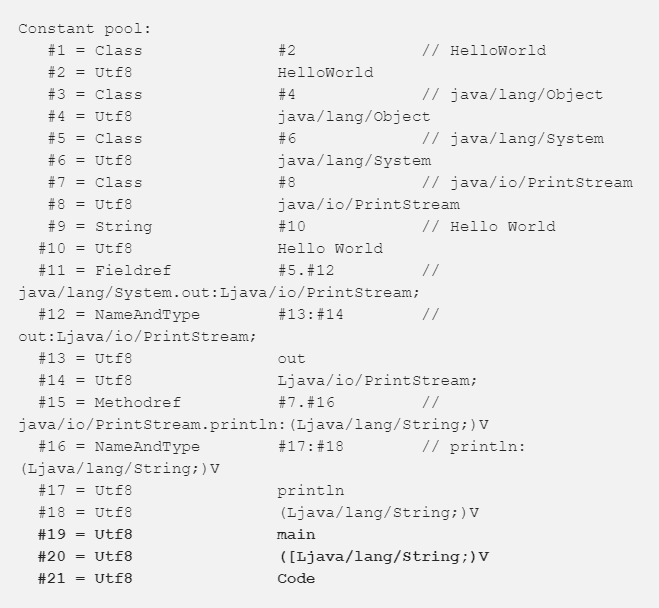 Constant pool:
   #1 = Class              #2             // HelloWorld
   #2 = Utf8               HelloWorld
   #3 = Class              #4             // java/lang/Object
   #4 = Utf8               java/lang/Object
   #5 = Class              #6             // java/lang/System
   #6 = Utf8               java/lang/System
   #7 = Class              #8             // java/io/PrintStream
   #8 = Utf8               java/io/PrintStream
   #9 = String             #10            // Hello World
  #10 = Utf8               Hello World
  #11 = Fieldref           #5.#12         //
java/lang/System.out:Ljava/io/PrintStream;
  #12 = NameAndType        #13:#14        //
out:Ljava/io/PrintStream;
  #13 = Utf8               out
  #14 = Utf8               Ljava/io/PrintStream;
  #15 = Methodref          #7.#16         //
java/io/PrintStream.println:(Ljava/lang/String;)V
  #16 = NameAndType        #17:#18        // println:
(Ljava/lang/String;)V
  #17 = Utf8               println
  #18 = Utf8               (Ljava/lang/String;)V
  #19 = Utf8               main
  #20 = Utf8               ([Ljava/lang/String;)V
  #21 = Utf8               Code